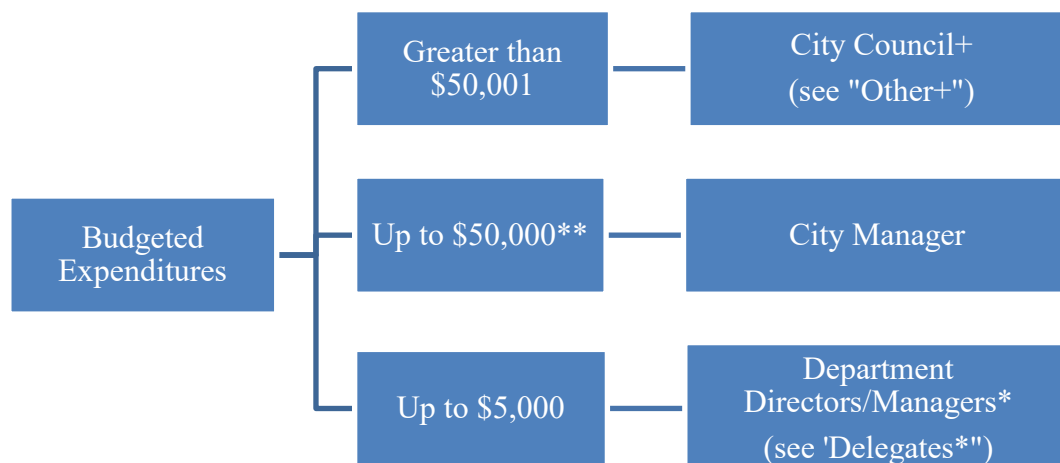 Greater than
$50,001
City Council+
(see "Other+")
Budgeted
Expenditures
Up to $50,000**
City Manager
Up to $5,000
Department
Directors/Managers*
(see 'Delegates*")